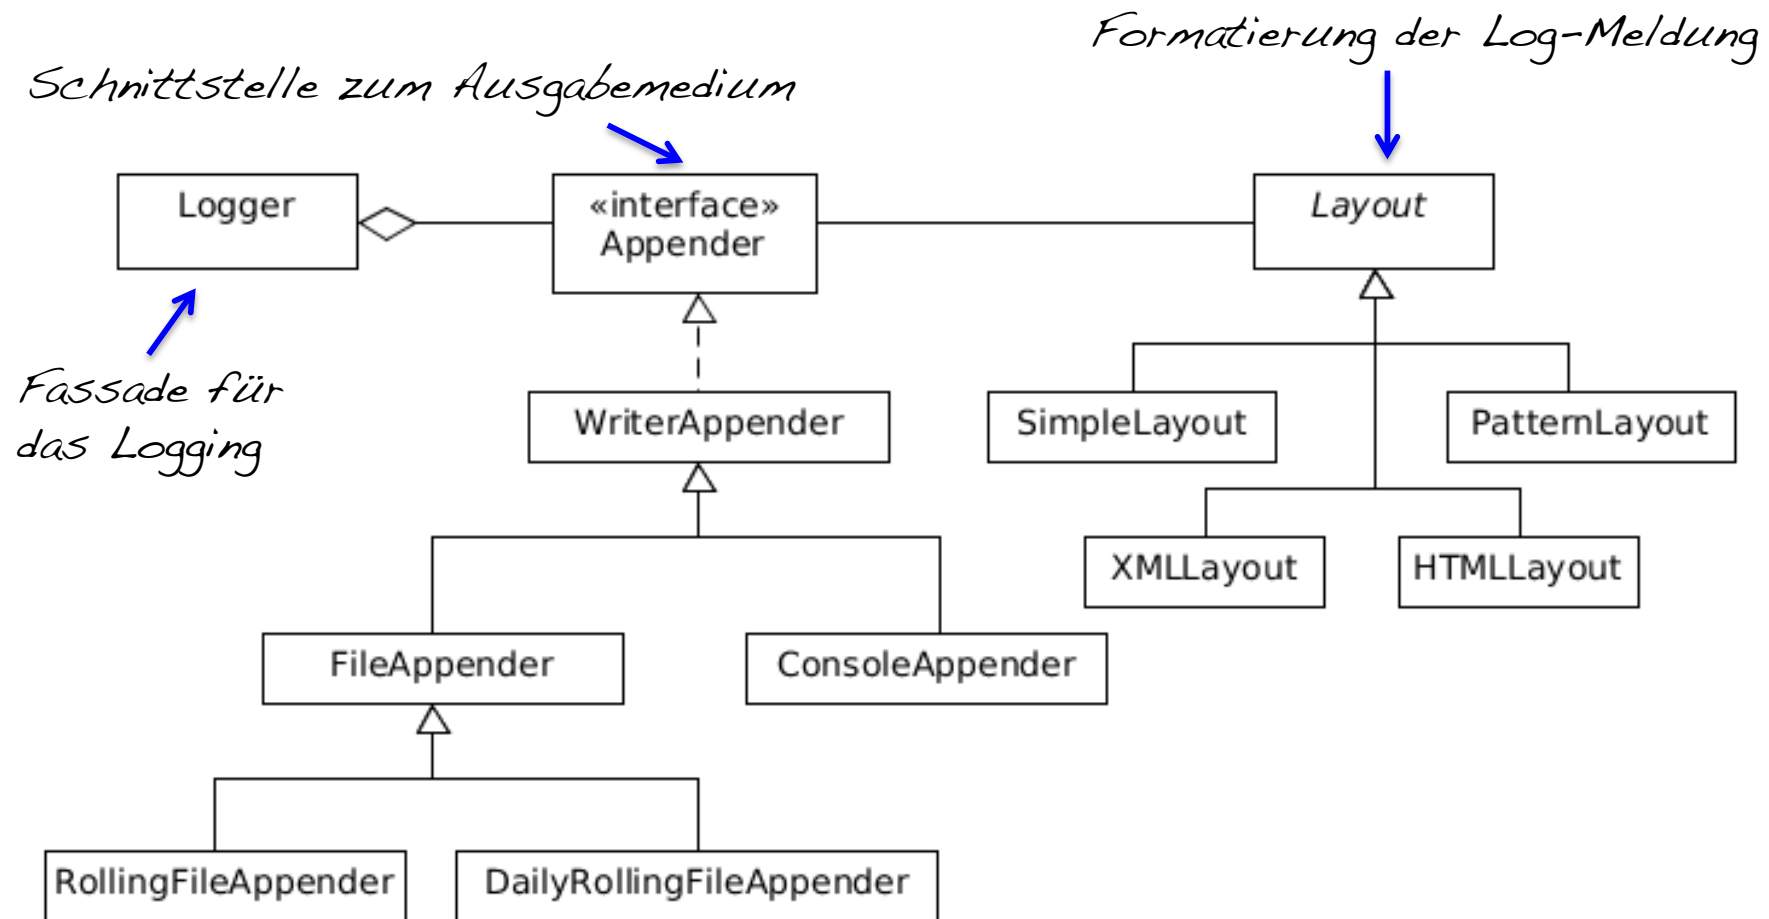 Formatierung der Log-Meldung
Schnittstelle zum Ausgabemedium
Logger
«interface»
Appender
Layout
Fassade für
das Logging
WriterAppender
SimpleLayout
PatternLayout
XMLLayout
HTMLLayout
FileAppender
ConsoleAppender
RollingFileAppender
DailyRollingFileAppender